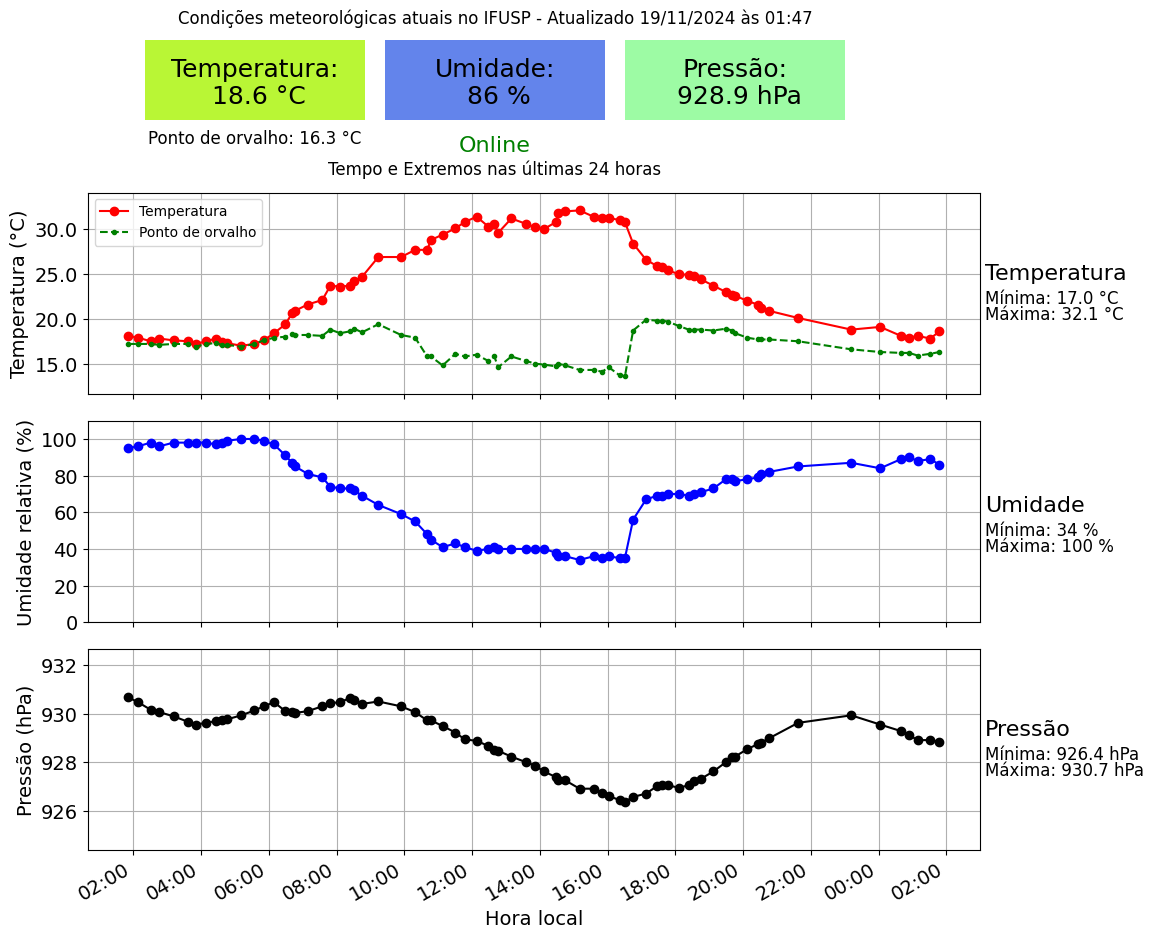 Condições meteorológicas atuais no IFUSP - Atualizado 19/11/2024 às 01:47
Temperatura:
18.6 °C
Umidade:
86 %
Pressão:
928.9 hPa
Ponto de orvalho: 16.3 °C
Online
Tempo e Extremos nas últimas 24 horas
Temperatura (°C)
30.0
25.0
20.0
15.0
Temperatura
Ponto de orvalho
Temperatura
Mínima: 17.0 °C
Máxima: 32.1 °C
Umidade relativa (%)
100
80
60
40
20
0
Umidade
Mínima: 34 %
Máxima: 100 %
Pressão (hPa)
932
930
928
926
Pressão
Mínima: 926.4 hPa
Máxima: 930.7 hPa
02:00 04:00 06:00 08:00 10:00 12:00 14:00 16:00 18:00 20:00 22:00 00:00 02:00
Hora local